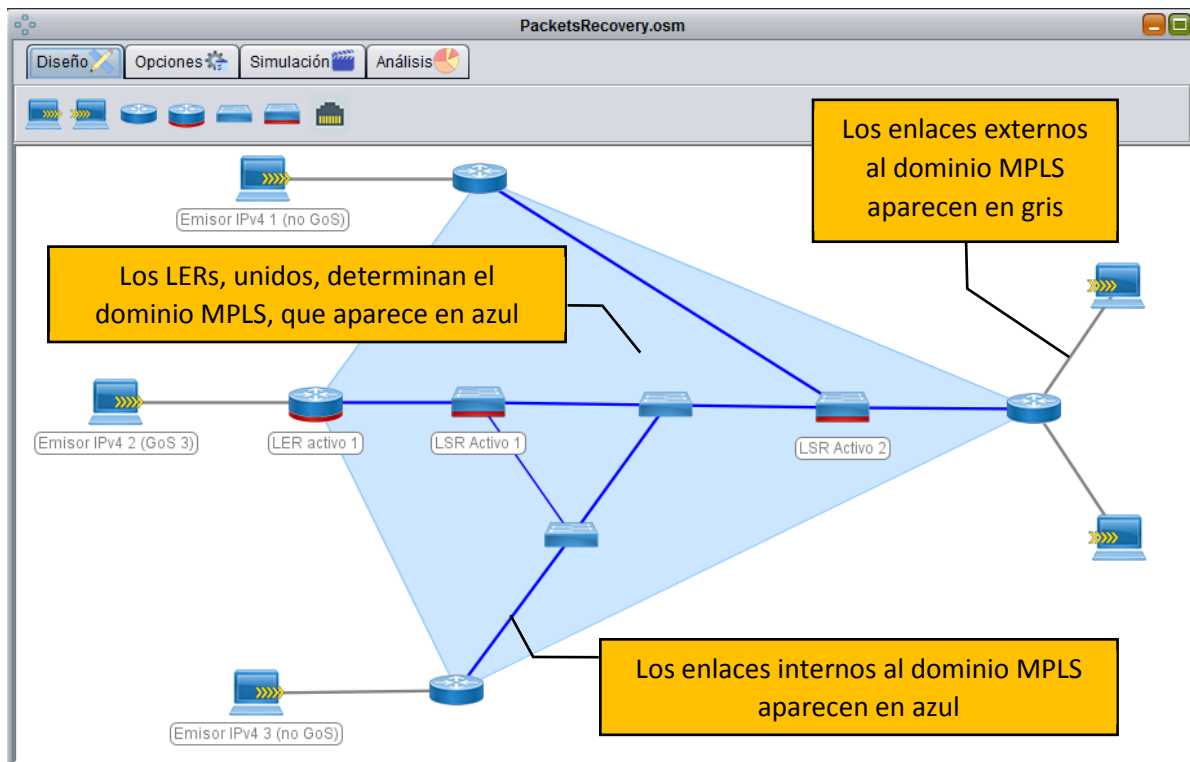 PacketsRecovery.osm
Diseño
Opciones
Simulación
Análisis
Los enlaces externos
al dominio MPLS
aparecen en gris
Emisor IPv4 1 (no GoS)
Los LERs, unidos, determinan el
dominio MPLS, que aparece en azul
Emisor IPv4 2 (GoS 3)
LER activo 1
LSR Activo 1
LSR Activo 2
Los enlaces internos al dominio MPLS
aparecen en azul
Emisor IPv4 3 (no GoS)